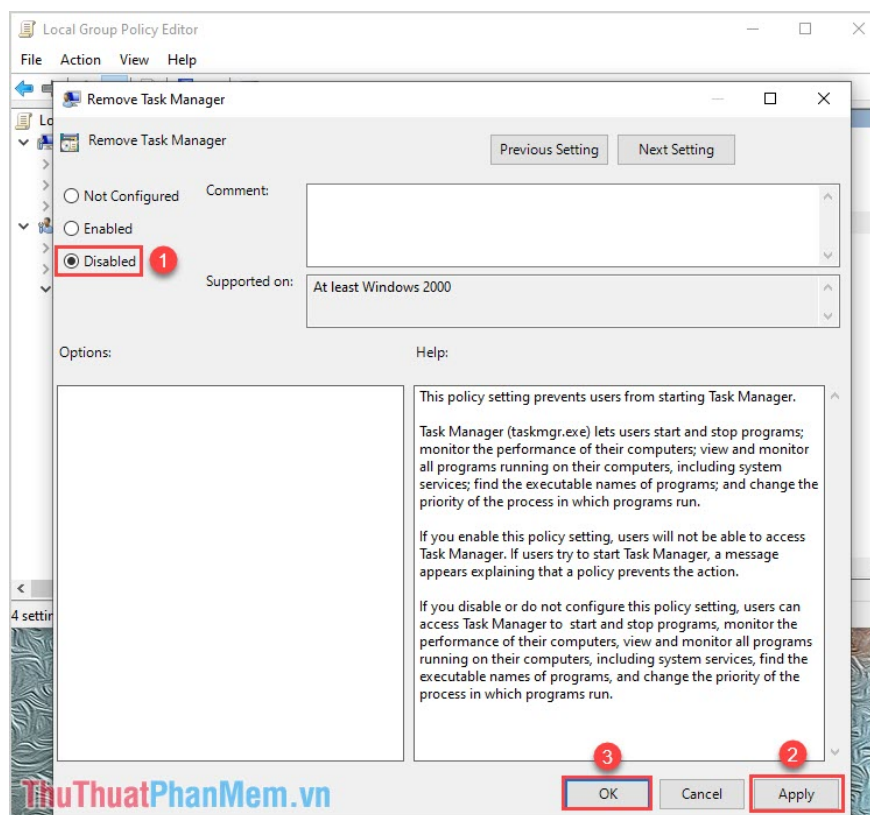 Local Group Policy Editor
File Action View Help
Remove Task Manager
Remove Task Manager
Previous Setting
Next Setting
Not Configured
Comment:
Enabled
Disabled
1
Supported on:
At least Windows 2000
Options:
Help:
This policy setting prevents users from starting Task Manager.
Task Manager (taskmgr.exe) lets users start and stop programs;
monitor the performance of their computers; view and monitor
all programs running on their computers, including system
services; find the executable names of programs; and change the
priority of the process in which programs run.
If you enable this policy setting, users will not be able to access
Task Manager. If users try to start Task Manager, a message
appears explaining that a policy prevents the action.
If you disable or do not configure this policy setting, users can
access Task Manager to start and stop programs, monitor the
performance of their computers, view and monitor all programs
running on their computers, including system services, find the
executable names of programs, and change the priority of the
process in which programs run.
4 settin
3
2
OK
Cancel
Apply
ThuThuatPhanMem.vn